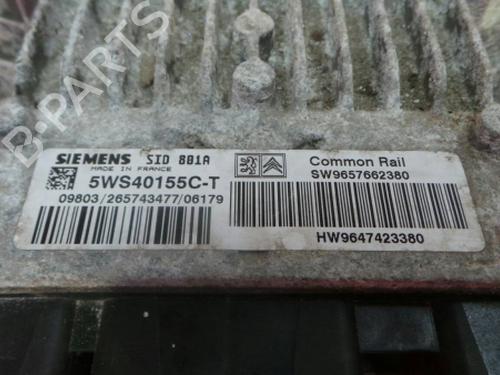 B-PARTS
SIEMENS SID 801A
MADE IN FRANCE
5WS40155C-T
09803/265743477/06179
Common Rail
SW9657662380
HW9647423380